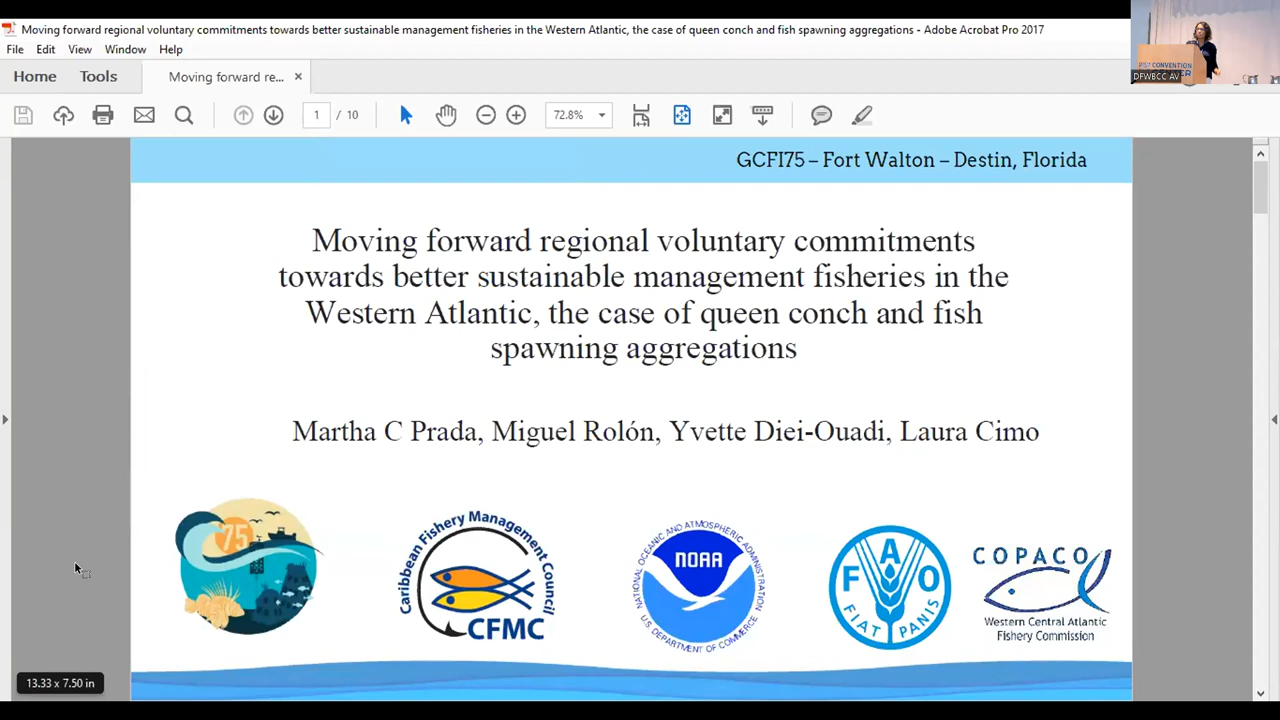 Moving forward regional voluntary commitments towards better sustainable management fisheries in the Western Atlantic, the case of queen conch and fish spawning aggregations - Adobe Acrobat Pro 2017
File Edit View Window Help
Home Tools Moving forward re... ×
1 / 10 72.8%
DFWBCC AV
GCFI75 – Fort Walton – Destin, Florida
Moving forward regional voluntary commitments
towards better sustainable management fisheries in the
Western Atlantic, the case of queen conch and fish
spawning aggregations
Martha C Prada, Miguel Rolón, Yvette Diei-Ouadi, Laura Cimo
75
Caribbean Fishery Management Council
CFMC
NATIONAL OCEANIC AND ATMOSPHERIC ADMINISTRATION
NOAA
U.S. DEPARTMENT OF COMMERCE
F A O
FIAT PANIS
COPACO
Western Central Atlantic
Fishery Commission
13.33 x 7.50 in